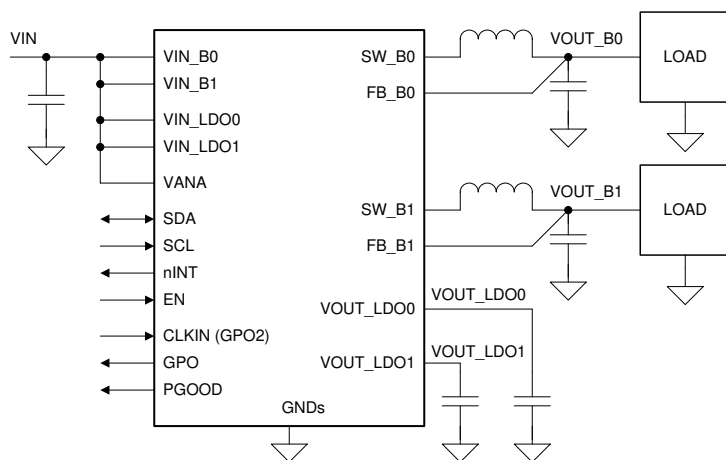 VIN
VIN_B0
VIN_B1
VIN_LDO0
VIN_LDO1
VANA
SDA
SCL
nINT
EN
CLKIN (GPO2)
GPO
PGOOD
GNDs
SW_B0
FB_B0
SW_B1
FB_B1
VOUT_LDO0
VOUT_LDO1
VOUT_B0
LOAD
VOUT_B1
LOAD
VOUT_LDO0
VOUT_LDO1